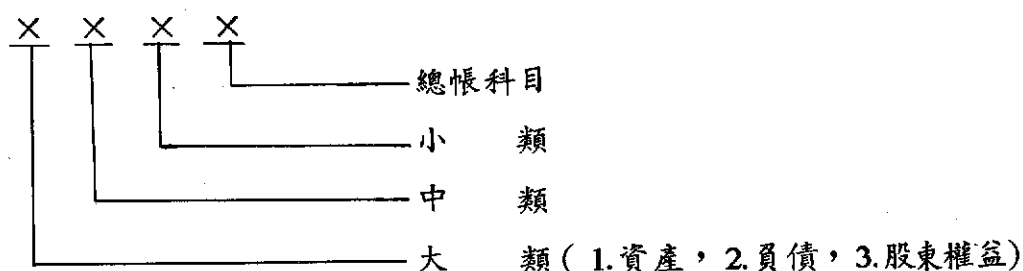 × × × ×
總帳科目
小 類
中 類
大 類 ( 1.資產，2.負債，3.股東權益)